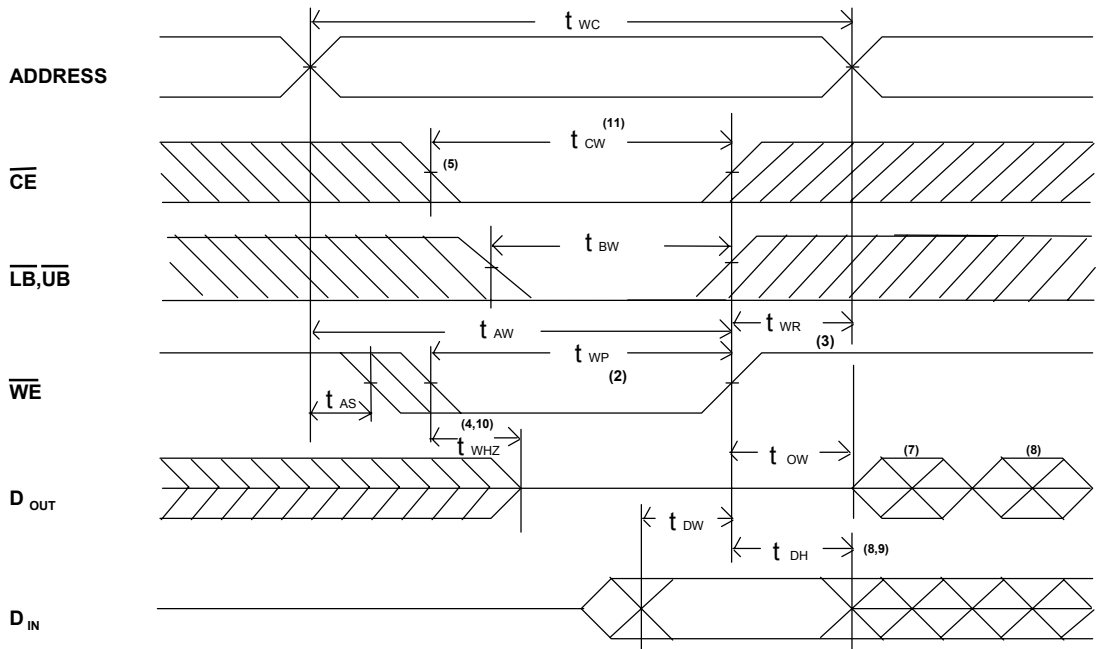 t WC
ADDRESS
t CW (11)
(5)
CE
t BW
LB,UB
t AW
t WR
(3)
t WP (2)
WE
t AS
(4,10)
t WHZ
t OW
(7)
(8)
D OUT
t DW
t DH
(8,9)
D IN